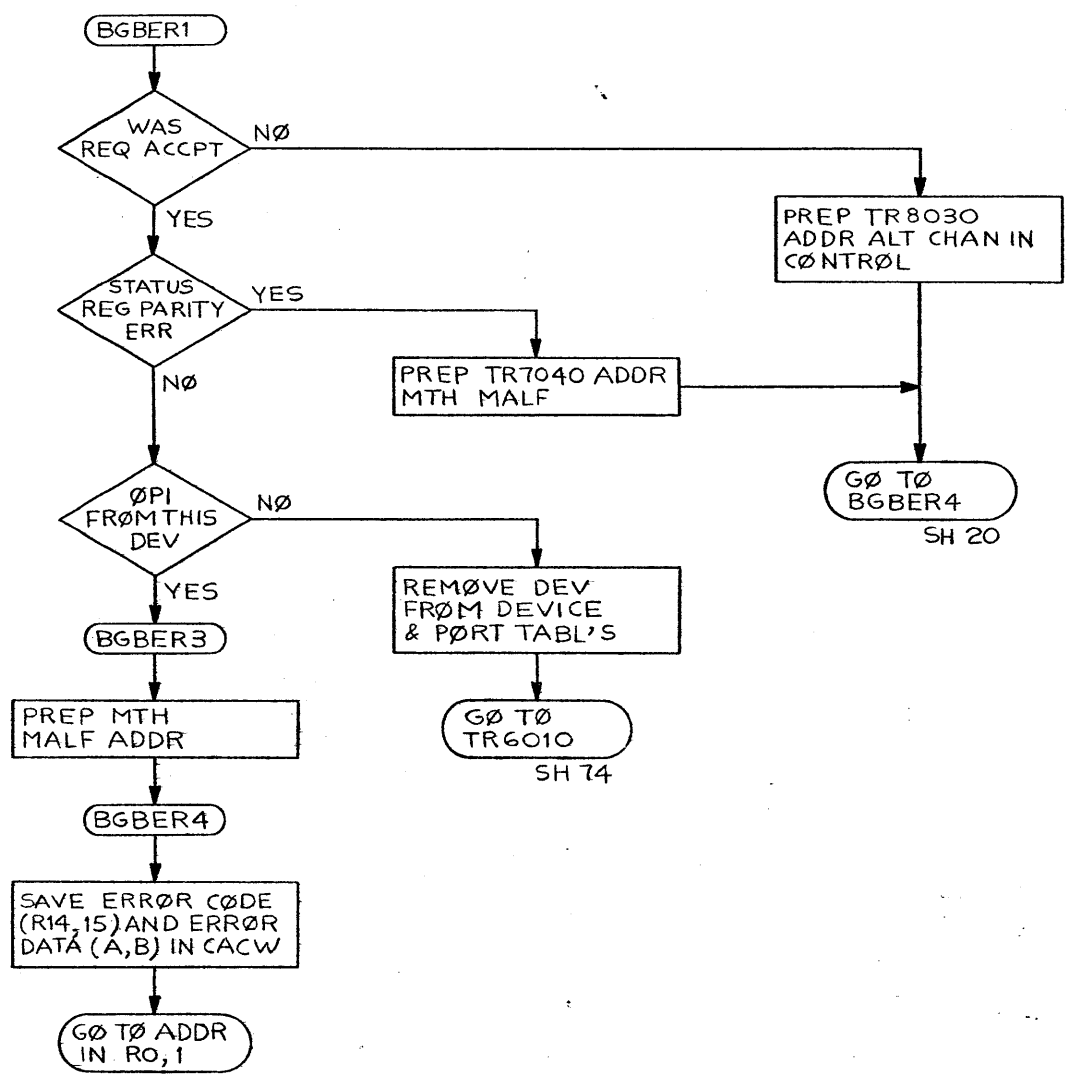 BGBER1
WAS
REQ ACCPT
NØ
YES
PREP TR8030
ADDR ALT CHAN IN
CØNTRØL
STATUS
REG PARITY
ERR
YES
NØ
PREP TR7040 ADDR
MTH MALF
GØ TØ
BGBER4
SH 20
ØPI
FRØM THIS
DEV
NØ
YES
REMØVE DEV
FRØM DEVICE
& PØRT TABL'S
BGBER3
GØ TØ
TR6010
SH 74
PREP MTH
MALF ADDR
BGBER4
SAVE ERRØR CØDE
(R14,15) AND ERRØR
DATA (A,B) IN CACW
GØ TØ ADDR
IN RO,1